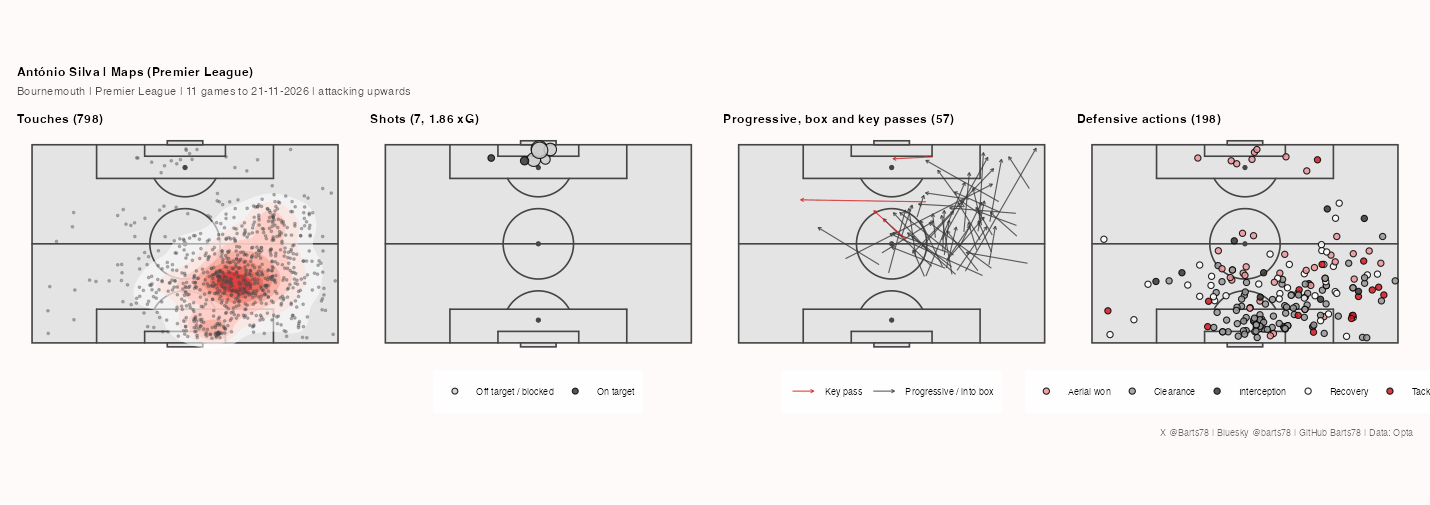 António Silva | Maps (Premier League)
Bournemouth | Premier League | 11 games to 21-11-2026 | attacking upwards
Touches (798)
Shots (7, 1.86 xG)
Progressive, box and key passes (57)
Defensive actions (198)
Off target / blocked
On target
Key pass
Progressive / into box
Aerial won
Clearance
Interception
Recovery
Tack
X @Barts78 | Bluesky @barts78 | GitHub Barts78 | Data: Opta